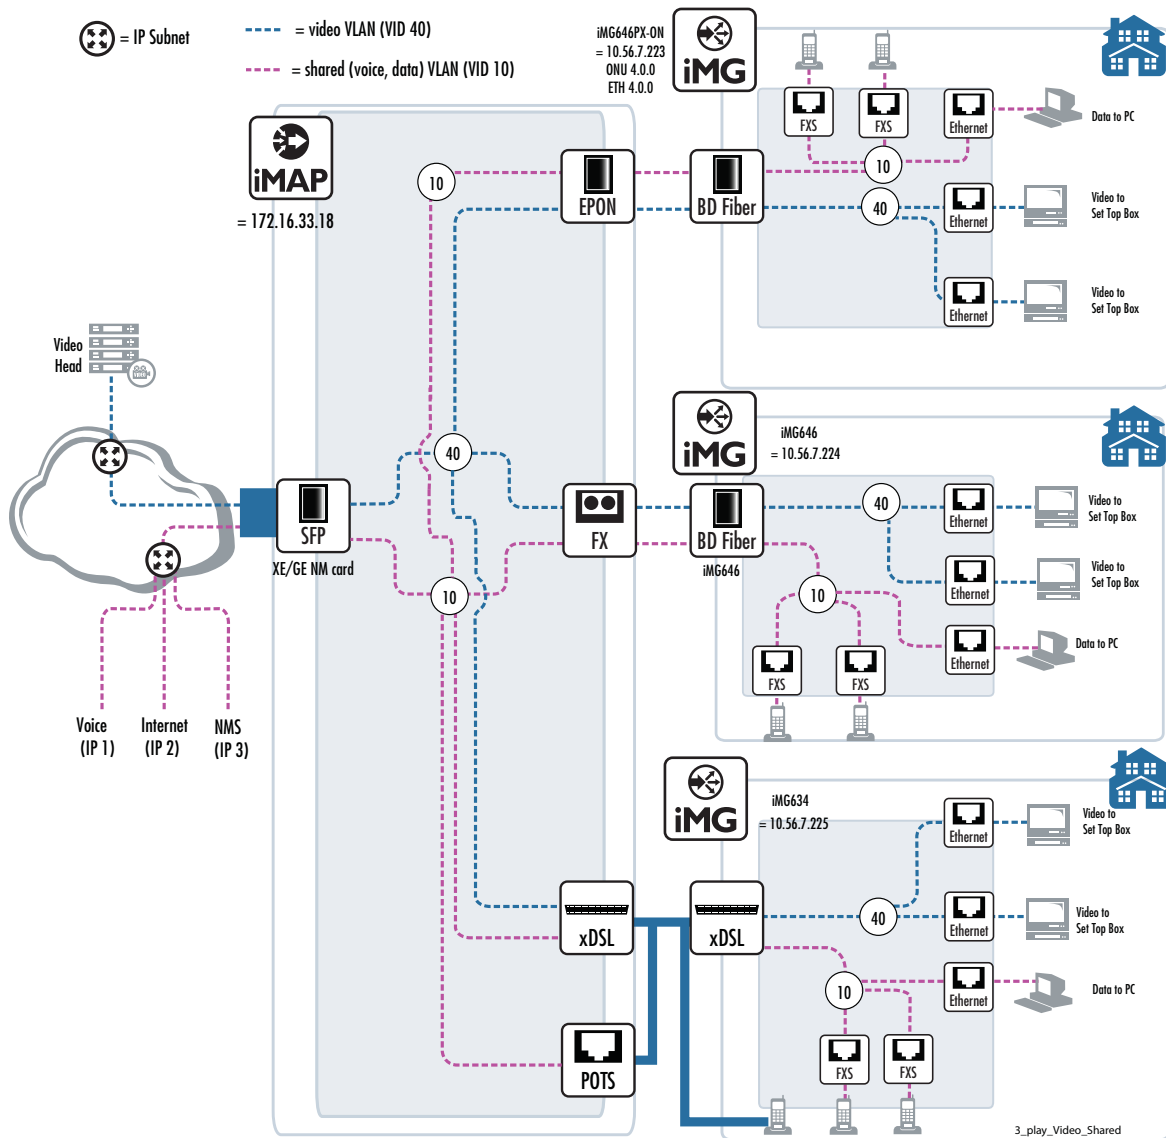 = IP Subnet
= video VLAN (VID 40)
= shared (voice, data) VLAN (VID 10)
iMG646PX-ON
= 10.56.7.223
ONU 4.0.0
ETH 4.0.0
iMG
FXS
FXS
Ethernet
Data to PC
10
iMAP
= 172.16.33.18
10
EPON
BD Fiber
40
Ethernet
Video to
Set Top Box
Ethernet
Video to
Set Top Box
Video
Head
iMG
iMG646
= 10.56.7.224
40
SFP
XE/GE NM card
FX
BD Fiber
iMG646
40
Ethernet
Video to
Set Top Box
Ethernet
Video to
Set Top Box
10
10
Ethernet
Data to PC
FXS
FXS
Voice
(IP 1)
Internet
(IP 2)
NMS
(IP 3)
iMG
iMG634
= 10.56.7.225
Ethernet
Video to
Set Top Box
xDSL
xDSL
40
Ethernet
Video to
Set Top Box
10
Ethernet
Data to PC
POTS
FXS
FXS
3_play_Video_Shared